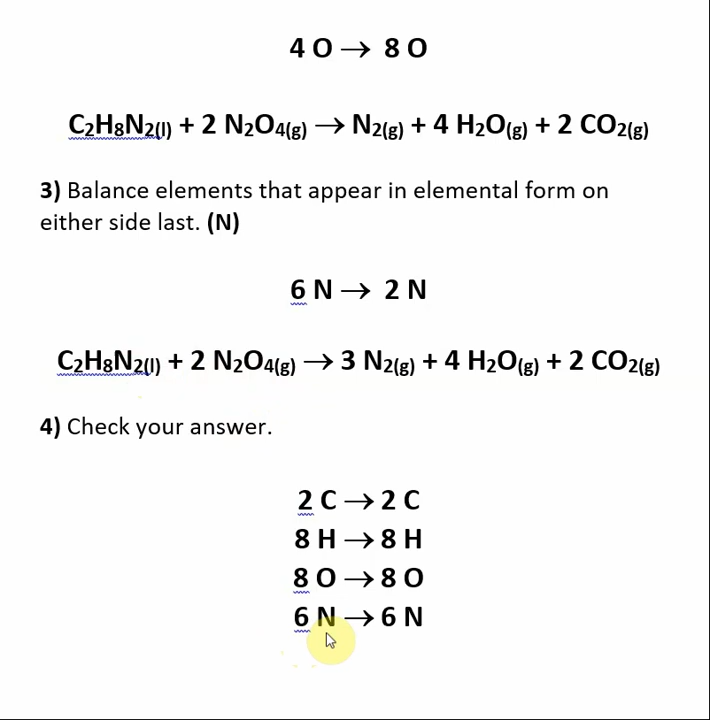 4 O → 8 O
C₂H₈N₂(l) + 2 N₂O₄(g) → N₂(g) + 4 H₂O(g) + 2 CO₂(g)
3) Balance elements that appear in elemental form on
either side last. (N)
6 N → 2 N
C₂H₈N₂(l) + 2 N₂O₄(g) → 3 N₂(g) + 4 H₂O(g) + 2 CO₂(g)
4) Check your answer.
2 C → 2 C
8 H → 8 H
8 O → 8 O
6 N → 6 N